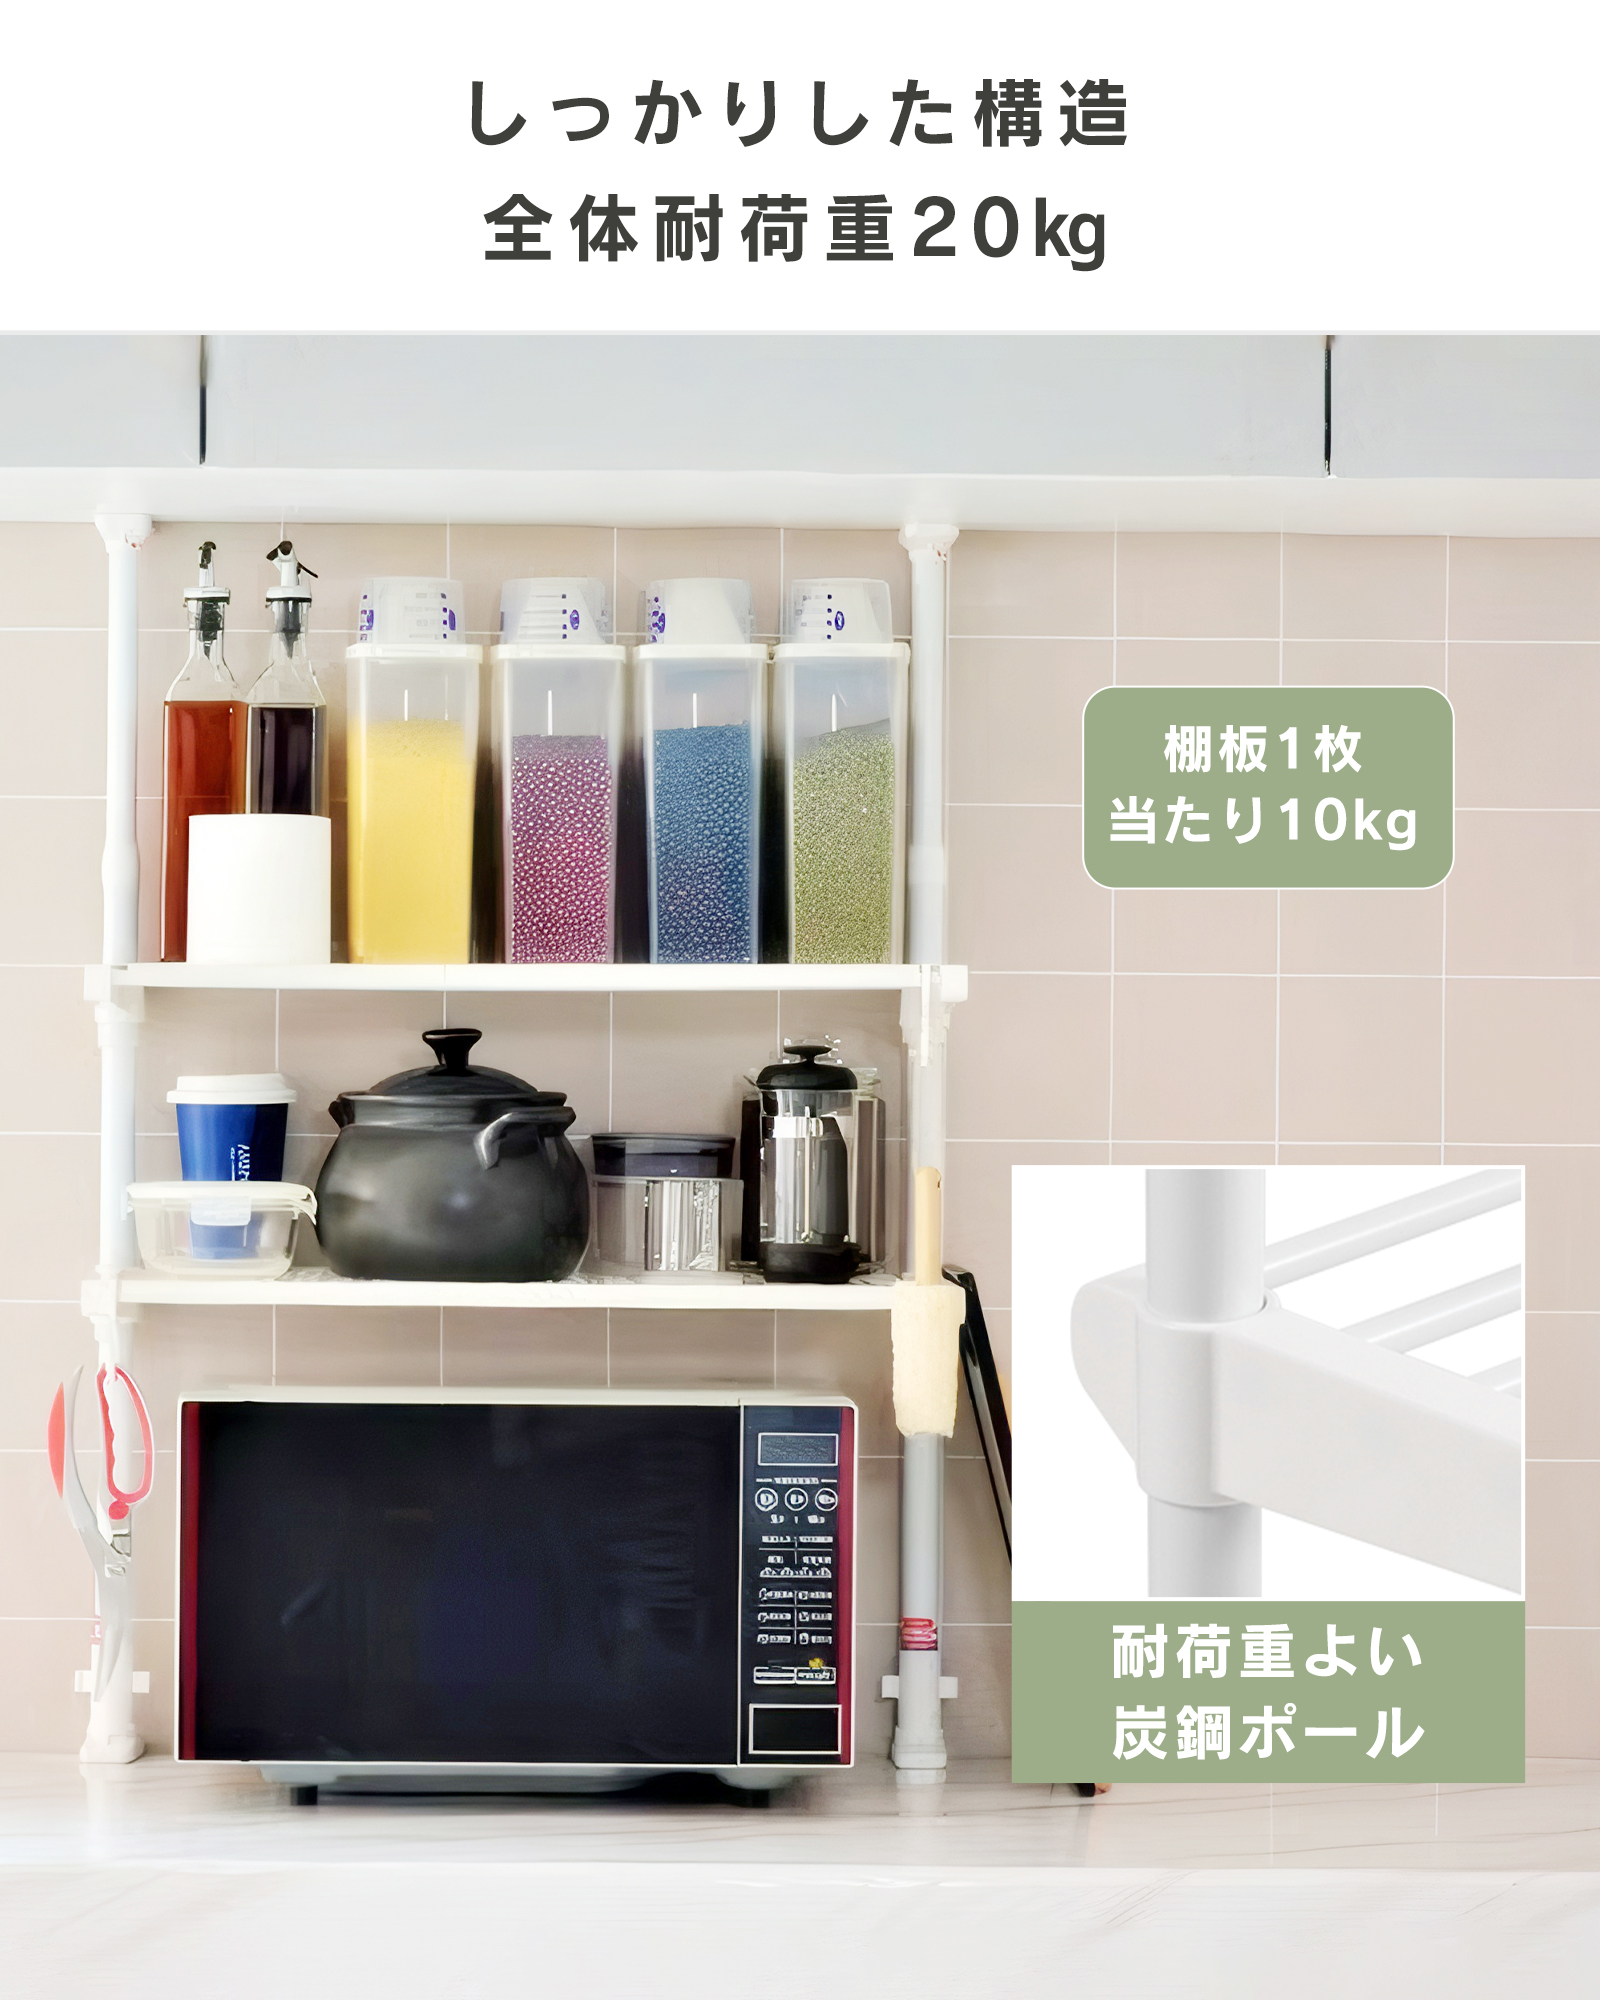 しっかりした構造
全体耐荷重20kg
棚板1枚
当たり10kg
耐荷重よい
炭鋼ポール